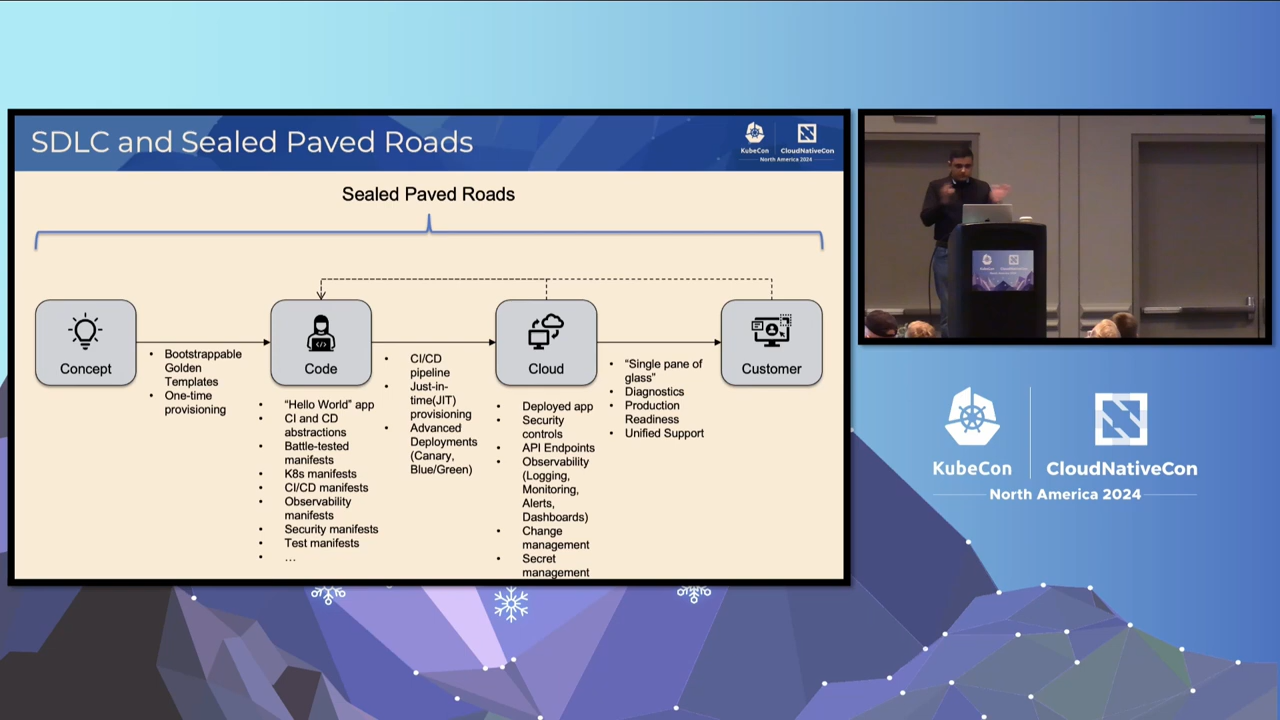 SDLC and Sealed Paved Roads
KubeCon
CloudNativeCon
North America 2024
Sealed Paved Roads
Concept
• Bootstrappable
Golden
Templates
• One-time
provisioning
Code
• “Hello World” app
• CI and CD
abstractions
• Battle-tested
manifests
• K8s manifests
• CI/CD manifests
• Observability
manifests
• Security manifests
• Test manifests
• …
• CI/CD
pipeline
• Just-in-
time(JIT)
provisioning
• Advanced
Deployments
(Canary,
Blue/Green)
Cloud
• Deployed app
• Security
controls
• API Endpoints
• Observability
(Logging,
Monitoring,
Alerts,
Dashboards)
• Change
management
• Secret
management
• “Single pane of
glass”
• Diagnostics
• Production
Readiness
• Unified Support
Customer
KubeCon
CloudNativeCon
North America 2024